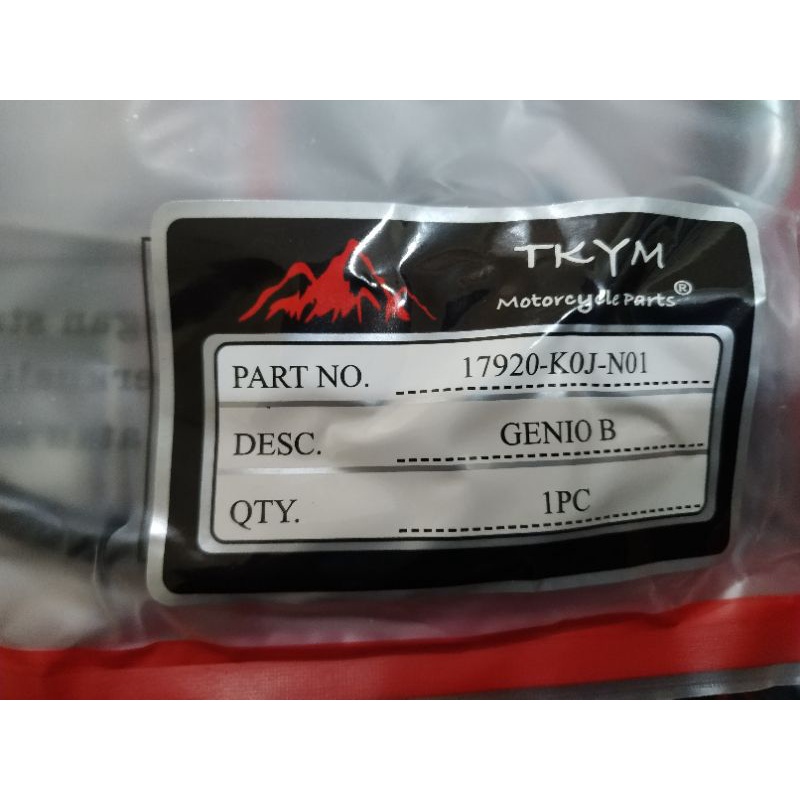 TKYM
Motorcycle Parts ®
PART NO. 17920-K0J-N01
DESC. GENIO B
QTY. 1PC